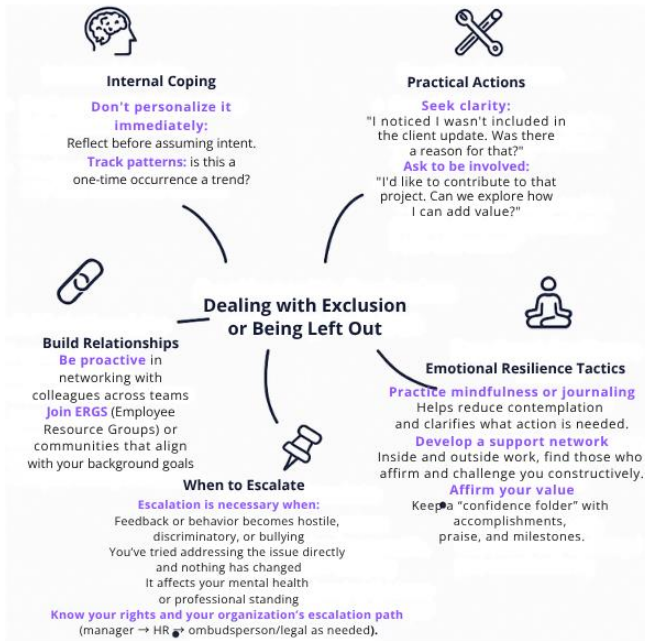 Internal Coping
Don't personalize it
immediately:
Reflect before assuming intent.
Track patterns: is this a
one-time occurrence a trend?
Practical Actions
Seek clarity:
"I noticed I wasn't included in
the client update. Was there
a reason for that?"
Ask to be involved:
"I'd like to contribute to that
project. Can we explore how
I can add value?"
Dealing with Exclusion
or Being Left Out
Build Relationships
Be proactive in
networking with
colleagues across teams
Join ERGS (Employee
Resource Groups) or
communities that align
with your background goals
Emotional Resilience Tactics
Practice mindfulness or journaling
Helps reduce contemplation
and clarifies what action is needed.
Develop a support network
Inside and outside work, find those who
affirm and challenge you constructively.
Affirm your value
Keep a “confidence folder” with
accomplishments,
praise, and milestones.
When to Escalate
Escalation is necessary when:
Feedback or behavior becomes hostile,
discriminatory, or bullying
You’ve tried addressing the issue directly
and nothing has changed
It affects your mental health
or professional standing
Know your rights and your organization’s escalation path
(manager → HR → ombudsperson/legal as needed).